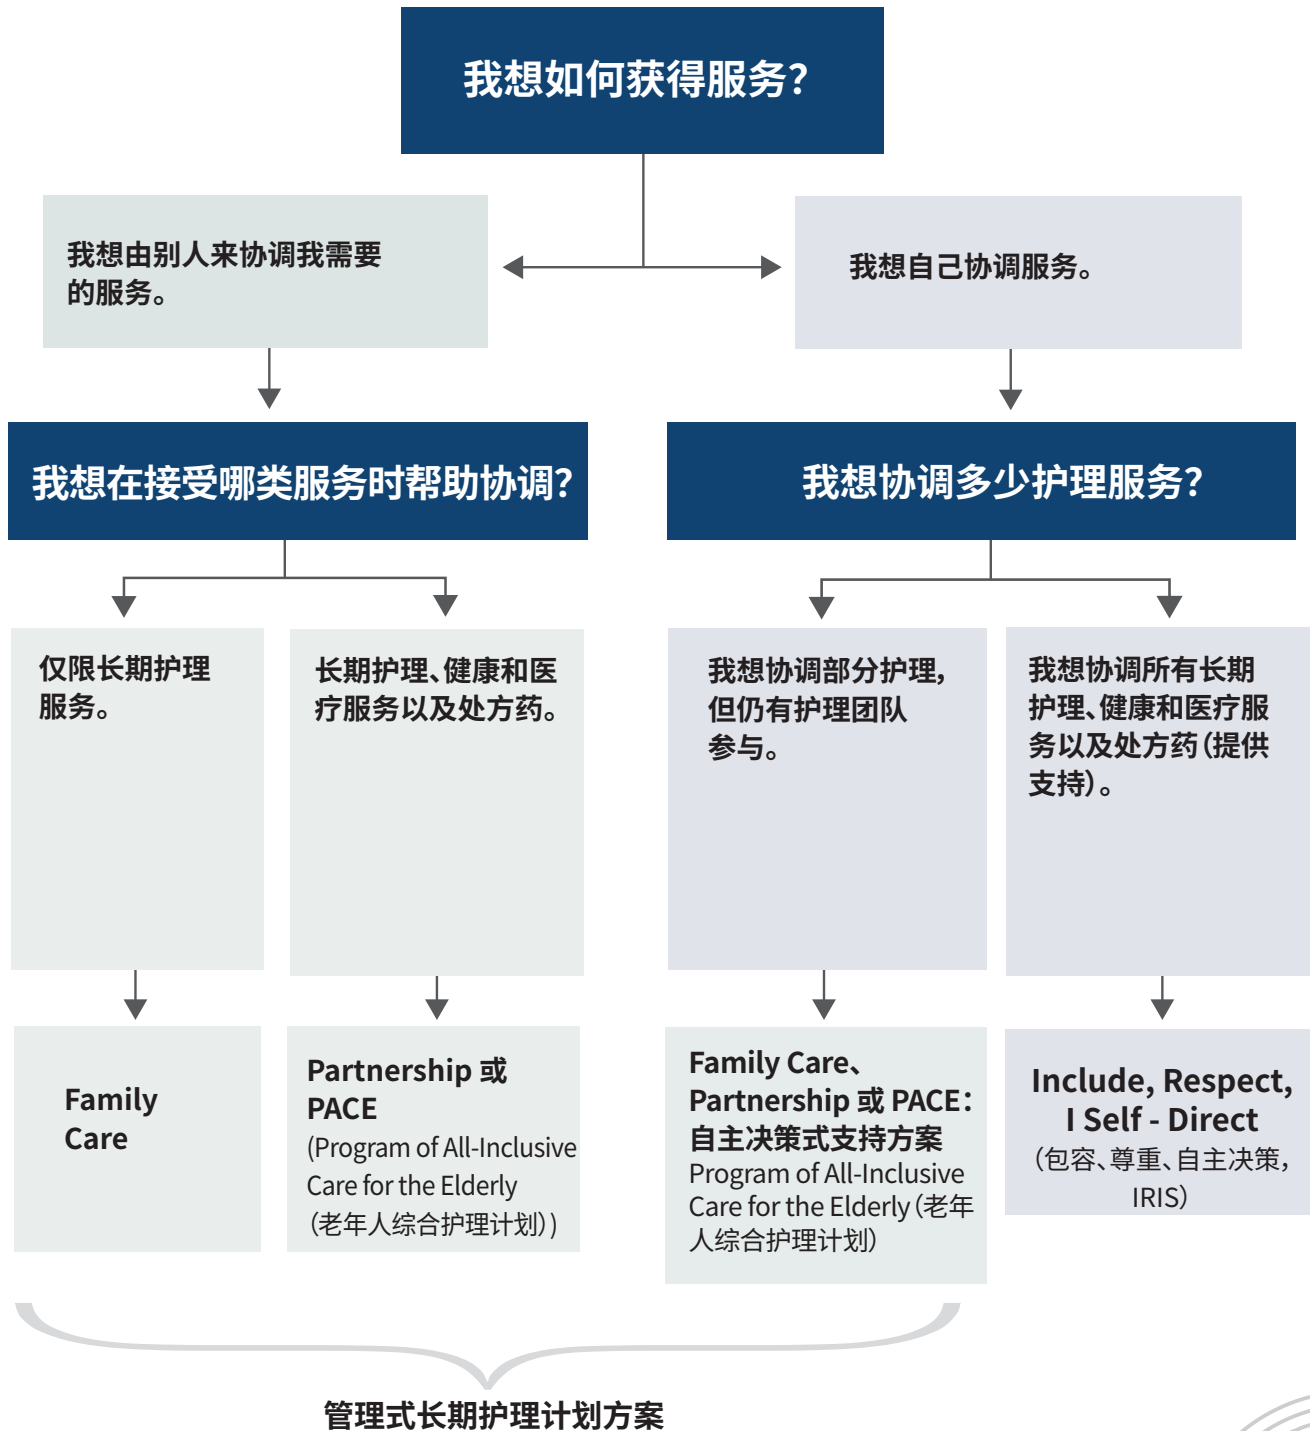 我想如何获得服务？
我想由别人来协调我需要
的服务。
我想自己协调服务。
我想在接受哪类服务时帮助协调？
我想协调多少护理服务？
仅限长期护理
服务。
长期护理、健康和医
疗服务以及处方药。
我想协调部分护理，
但仍有护理团队
参与。
我想协调所有长期
护理、健康和医疗服
务以及处方药（提供
支持）。
Family
Care
Partnership 或
PACE
(Program of All-Inclusive
Care for the Elderly
（老年人综合护理计划）)
Family Care、
Partnership 或 PACE：
自主决策式支持方案
Program of All-Inclusive
Care for the Elderly（老年
人综合护理计划）
Include, Respect,
I Self - Direct
（包容、尊重、自主决策，
IRIS）
管理式长期护理计划方案